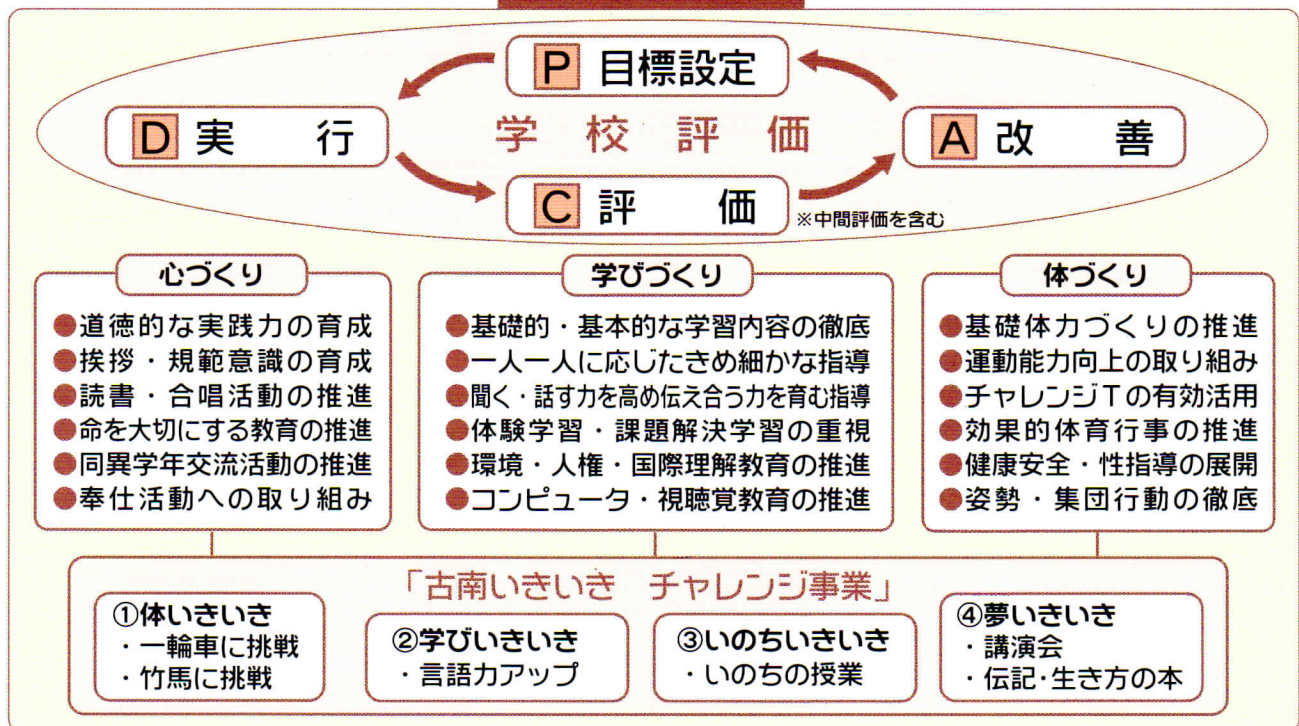 P 目標設定
D 実行
学校評価
A 改善
C 評価
※中間評価を含む
心づくり
●道徳的な実践力の育成
●挨拶・規範意識の育成
●読書・合唱活動の推進
●命を大切にする教育の推進
●同異学年交流活動の推進
●奉仕活動への取り組み
学びづくり
●基礎的・基本的な学習内容の徹底
●一人一人に応じたきめ細かな指導
●聞く・話す力を高め伝え合う力を育む指導
●体験学習・課題解決学習の重視
●環境・人権・国際理解教育の推進
●コンピュータ・視聴覚教育の推進
体づくり
●基礎体力づくりの推進
●運動能力向上の取り組み
●チャレンジTの有効活用
●効果的体育行事の推進
●健康安全・性指導の展開
●姿勢・集団行動の徹底
「古南いきいき チャレンジ事業」
①体いきいき
・一輪車に挑戦
・竹馬に挑戦
②学びいきいき
・言語力アップ
③いのちいきいき
・いのちの授業
④夢いきいき
・講演会
・伝記・生き方の本